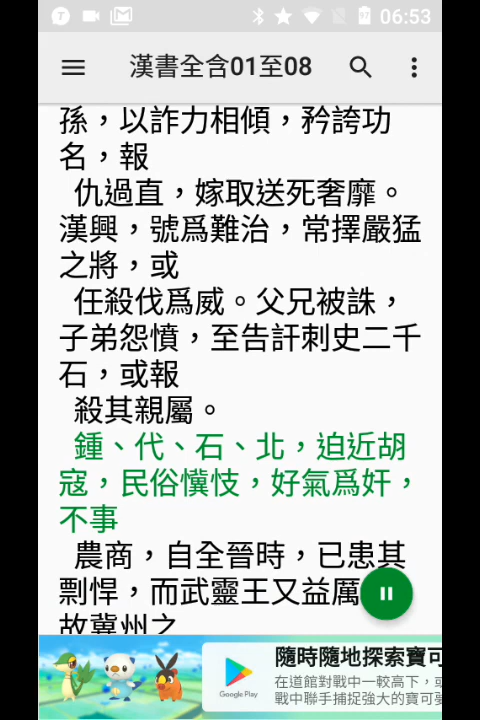 06:53
漢書全含01至08
孫，以詐力相傾，矜誇功
名，報
仇過直，嫁取送死奢靡。
漢興，號爲難治，常擇嚴猛
之將，或
任殺伐爲威。父兄被誅，
子弟怨憤，至告訐刺史二千
石，或報
殺其親屬。
鍾、代、石、北，迫近胡
寇，民俗懻忮，好氣爲奸，
不事
農商，自全晉時，已患其
剽悍，而武靈王又益厲
故冀州之
隨時隨地探索寶可
在道館對戰中一較高下，或
戰中聯手捕捉強大的寶可夢
Google Play